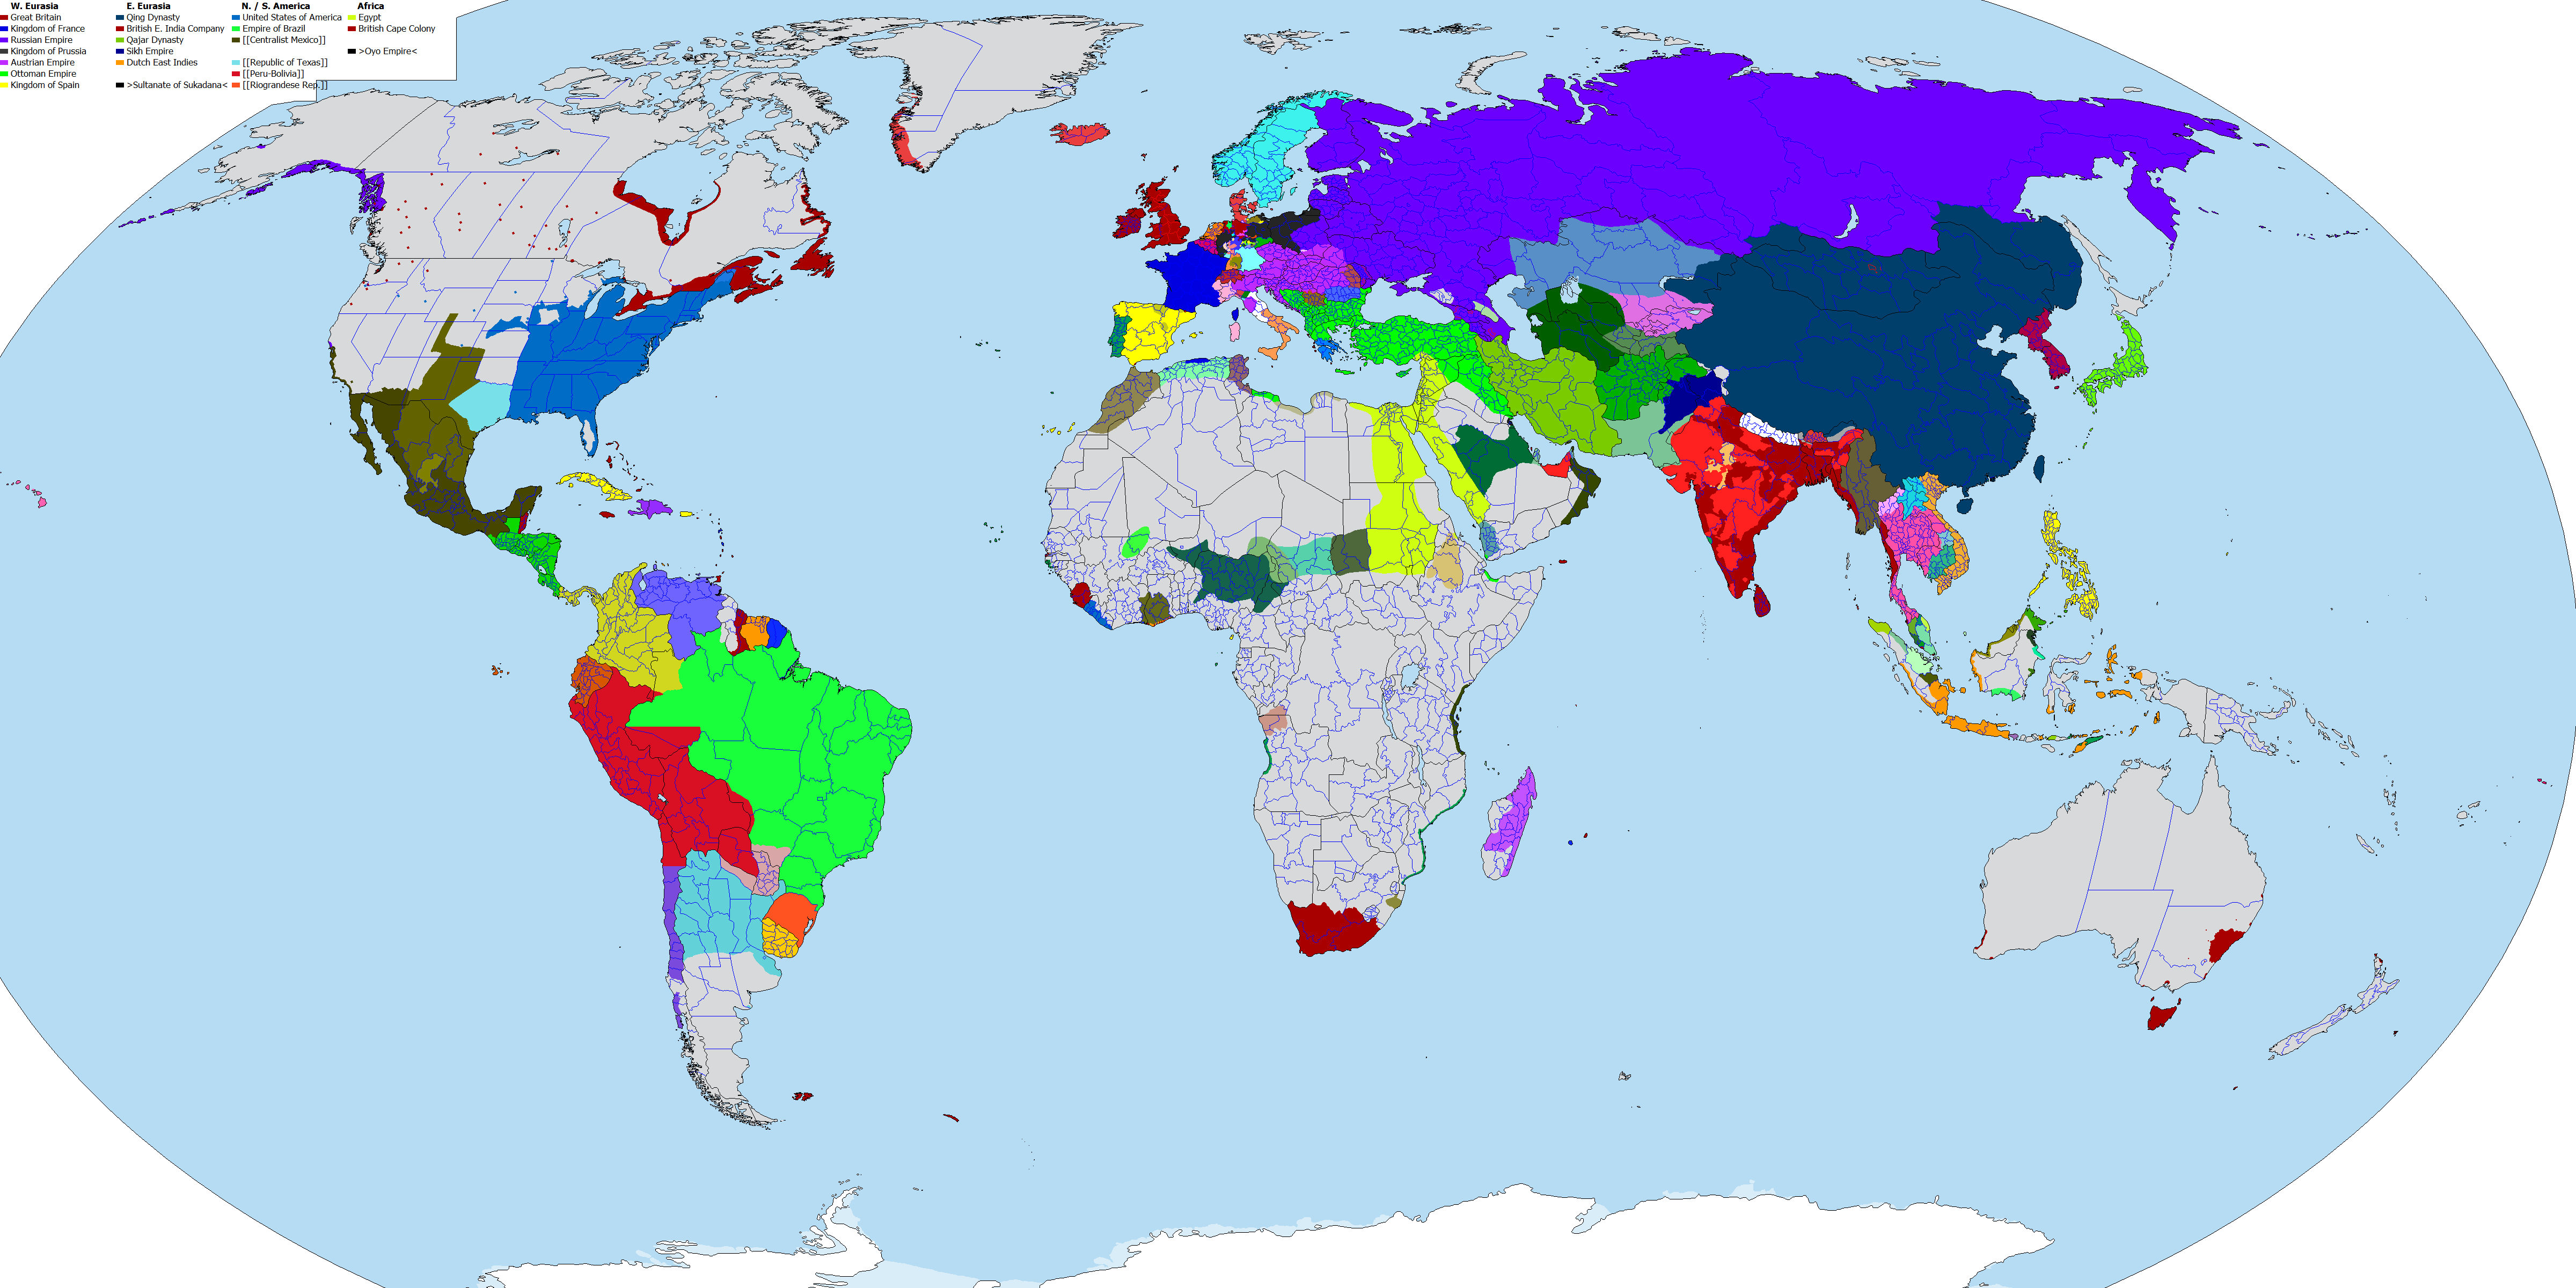 W. Eurasia
Great Britain
Kingdom of France
Russian Empire
Kingdom of Prussia
Austrian Empire
Ottoman Empire
Kingdom of Spain
E. Eurasia
Qing Dynasty
British E. India Company
Qajar Dynasty
Sikh Empire
Dutch East Indies
>Sultanate of Sukadana<
N. / S. America
United States of America
Empire of Brazil
[[Centralist Mexico]]
[[Republic of Texas]]
[[Peru-Bolivia]]
[[Riograndese Rep.]]
Africa
Egypt
British Cape Colony
>Oyo Empire<